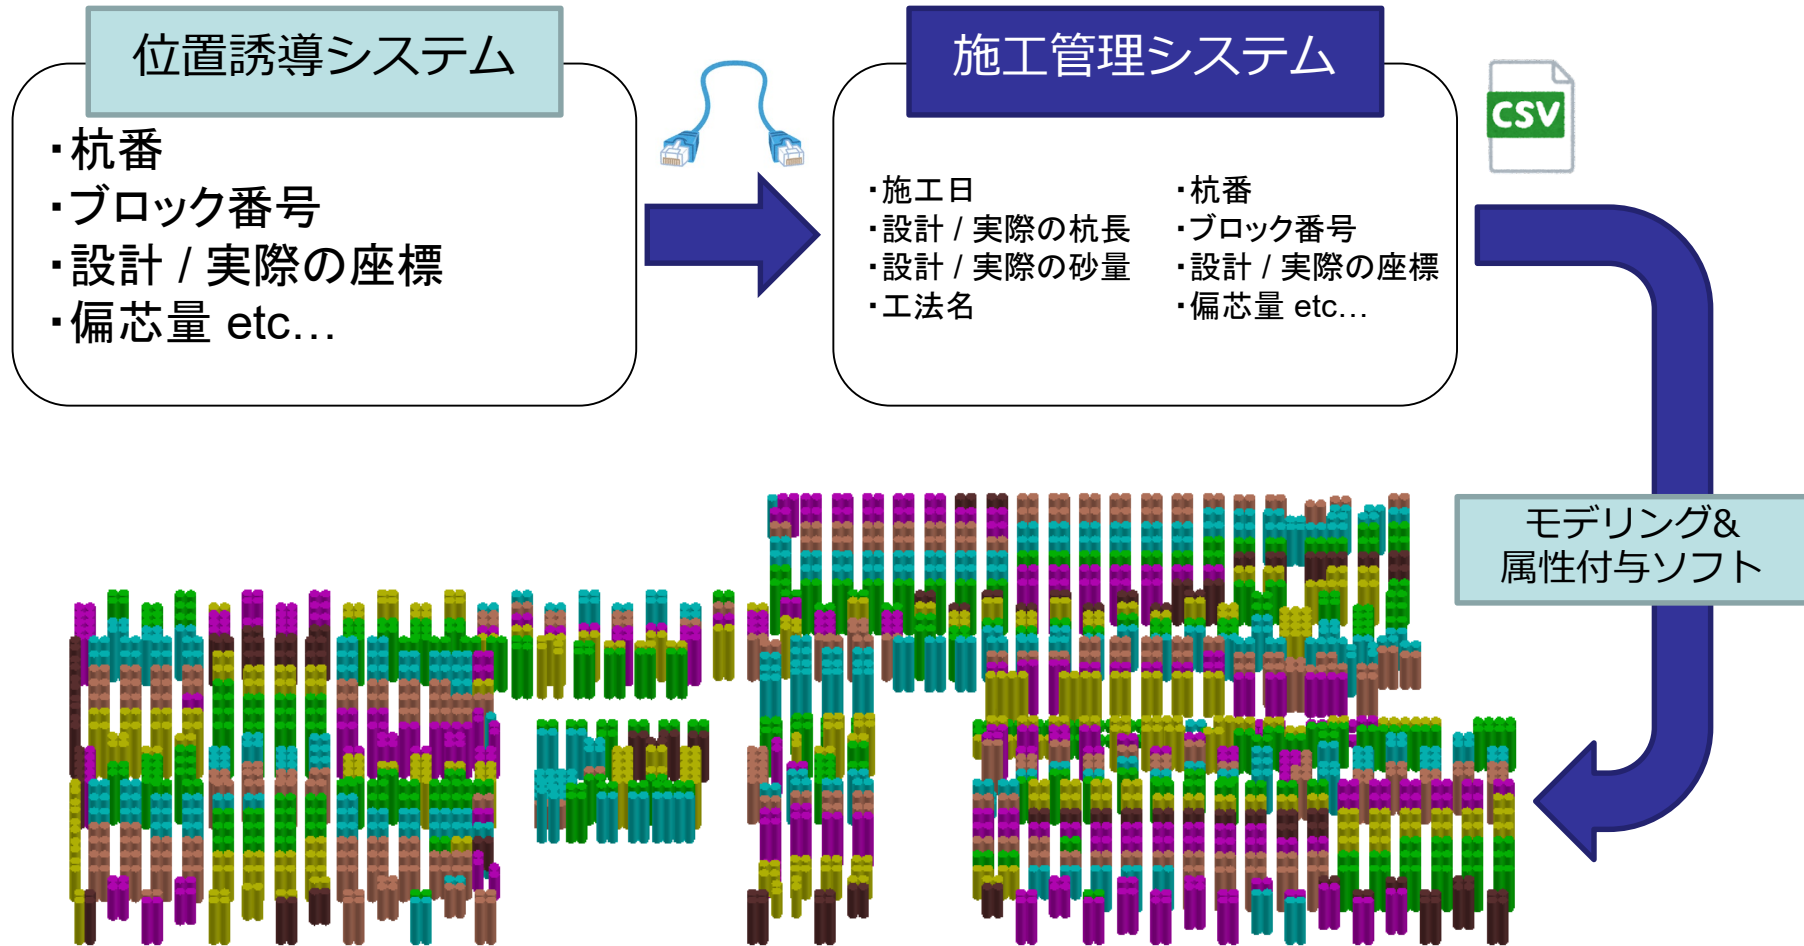 位置誘導システム
・杭番
・ブロック番号
・設計 / 実際の座標
・偏芯量 etc…
施工管理システム
・施工日
・設計 / 実際の杭長
・設計 / 実際の砂量
・工法名
・杭番
・ブロック番号
・設計 / 実際の座標
・偏芯量 etc…
CSV
モデリング&
属性付与ソフト